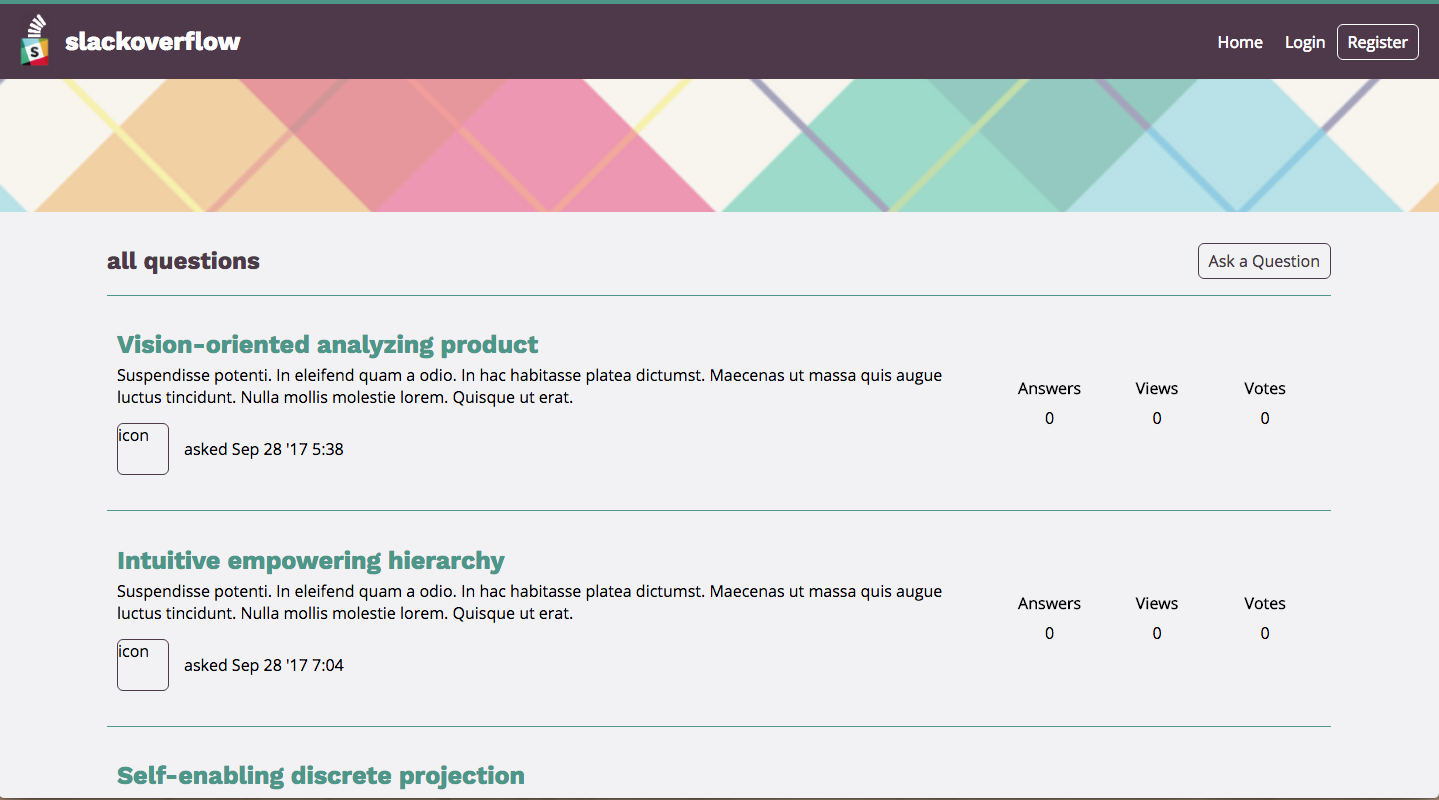 S
slackoverflow
Home Login Register
all questions
Ask a Question
Vision-oriented analyzing product
Suspendisse potenti. In eleifend quam a odio. In hac habitasse platea dictumst. Maecenas ut massa quis augue
luctus tincidunt. Nulla mollis molestie lorem. Quisque ut erat.
icon
asked Sep 28 '17 5:38
Answers Views Votes
0 0 0
Intuitive empowering hierarchy
Suspendisse potenti. In eleifend quam a odio. In hac habitasse platea dictumst. Maecenas ut massa quis augue
luctus tincidunt. Nulla mollis molestie lorem. Quisque ut erat.
icon
asked Sep 28 '17 7:04
Answers Views Votes
0 0 0
Self-enabling discrete projection